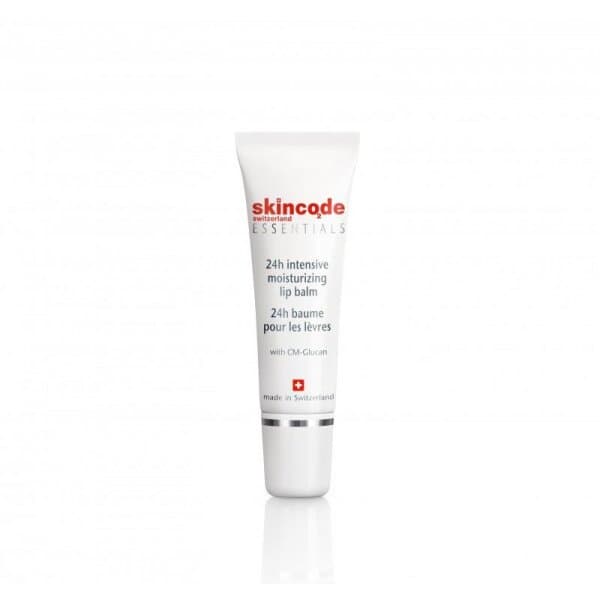 skincode
switzerland
ESSENTIALS
24h intensive
moisturizing
lip balm
24h baume
pour les lèvres
with CM-Glucan
made in Switzerland